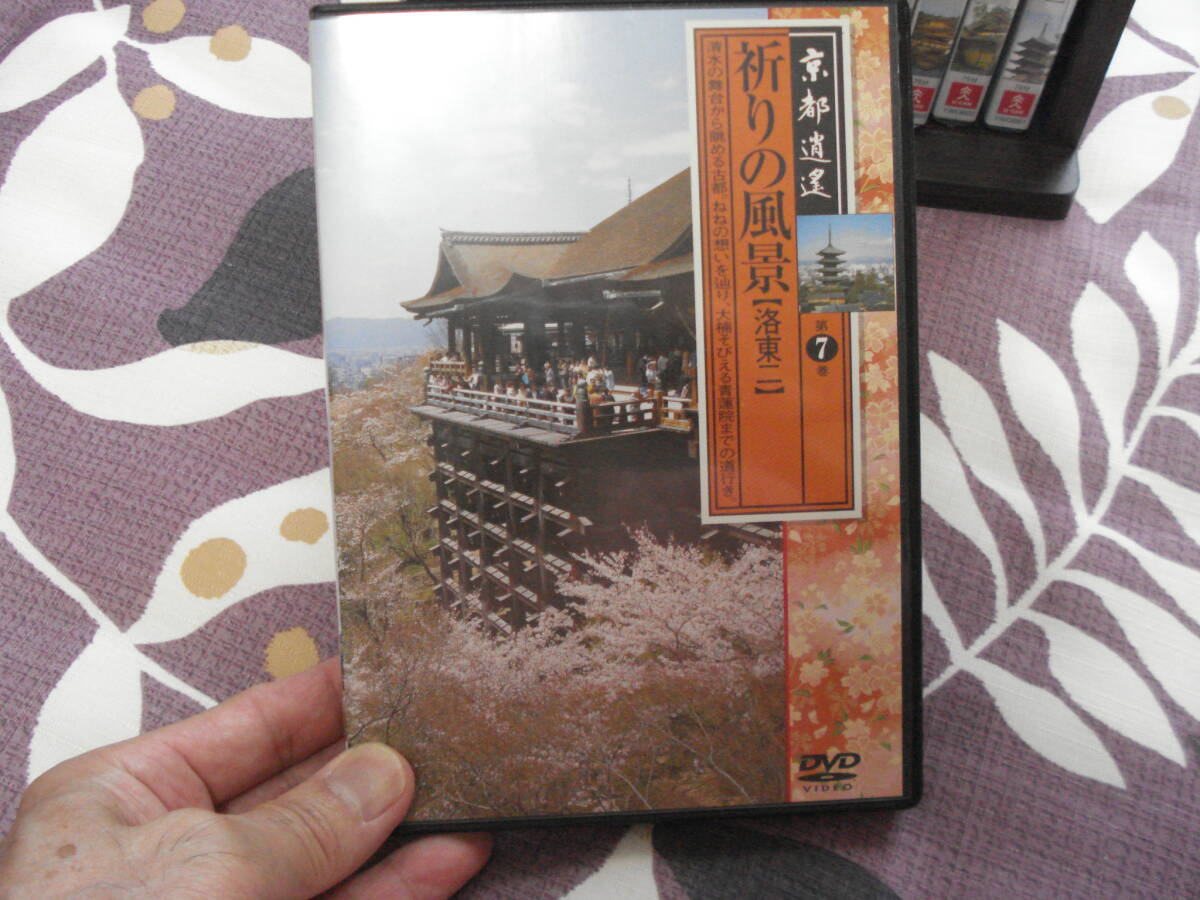 京都逍遙
第7巻
祈りの風景【洛東二】
清水の舞台から眺める古都。ねねの想いを辿り、大楠そびえる青蓮院までの道行き。
DVD
VIDEO